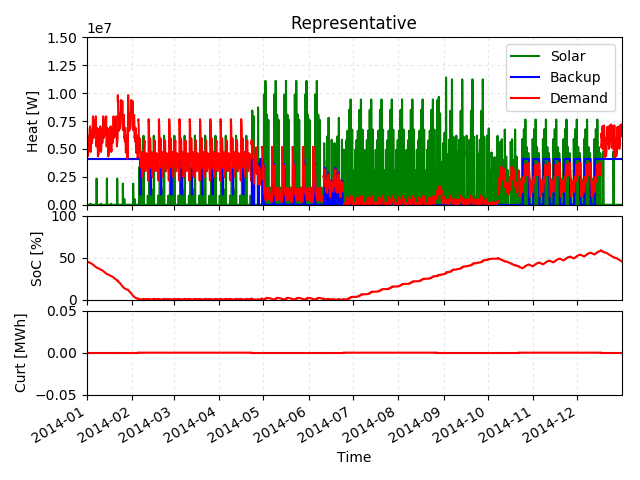 Representative
1e7
1.50
1.25
1.00
0.75
0.50
0.25
0.00
Heat [W]
Solar
Backup
Demand
100
50
0
SoC [%]
0.05
0.00
−0.05
Curt [MWh]
2014-01
2014-02
2014-03
2014-04
2014-05
2014-06
2014-07
2014-08
2014-09
2014-10
2014-11
2014-12
Time